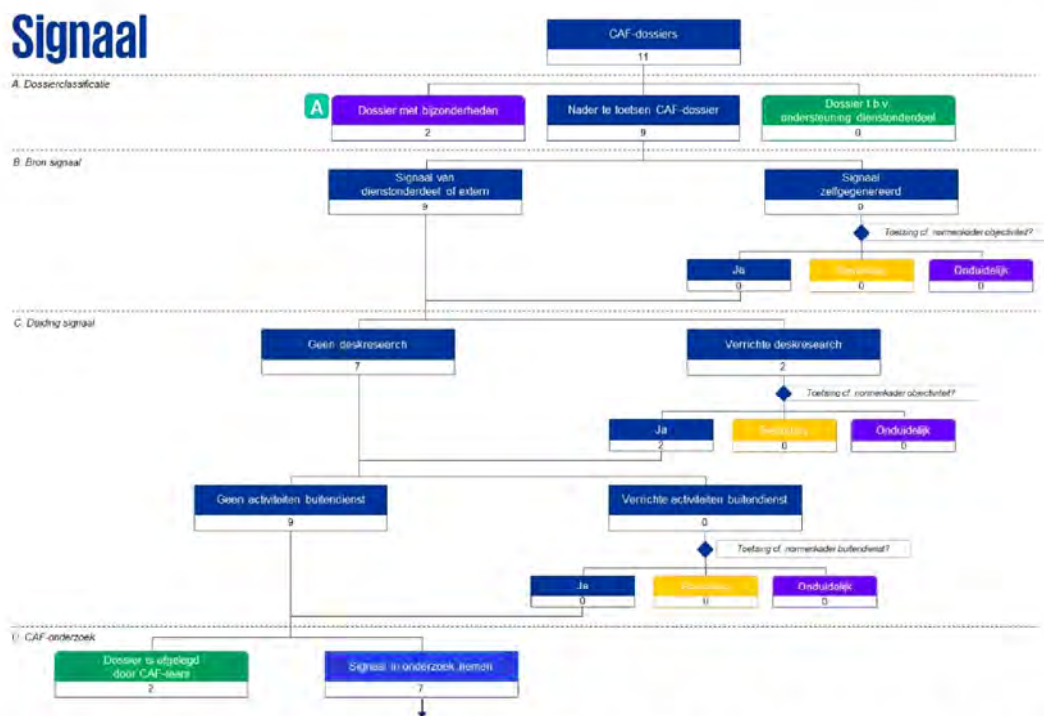 Signaal
CAF-dossiers
11
A. Dossierclassificatie
A
Dossier met bijzonderheden
2
Nader te toetsen CAF-dossier
9
Dossier t.b.v.
ondersteuning dienstonderdeel
0
B. Bron signaal
Signaal van
dienstonderdeel of extern
9
Signaal
zelfgegenereerd
0
Toetsing cf. normenkader objectiviteit?
Ja
0
0
Onduidelijk
0
C. Duiding signaal
Geen deskresearch
7
Verrichte deskresearch
2
Toetsing cf. normenkader objectiviteit?
Ja
2
0
Onduidelijk
0
Geen activiteiten buitendienst
9
Verrichte activiteiten buitendienst
0
Toetsing cf. normenkader buitendienst?
Ja
0
0
Onduidelijk
0
D. CAF-onderzoek
Dossier is afgelegd
door CAF-team
2
Signaal in onderzoek nemen
7